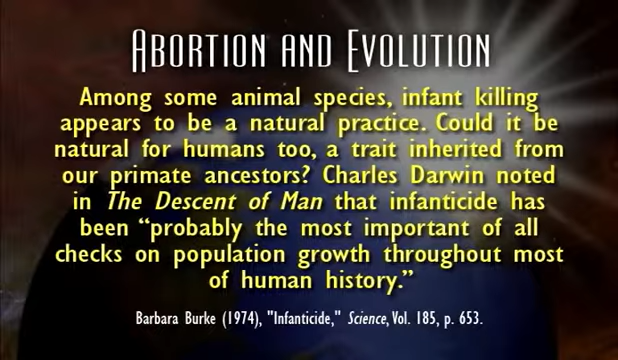 ABORTION AND EVOLUTION
Among some animal species, infant killing
appears to be a natural practice. Could it be
natural for humans too, a trait inherited from
our primate ancestors? Charles Darwin noted
in The Descent of Man that infanticide has
been “probably the most important of all
checks on population growth throughout most
of human history.”
Barbara Burke (1974), "Infanticide," Science, Vol. 185, p. 653.